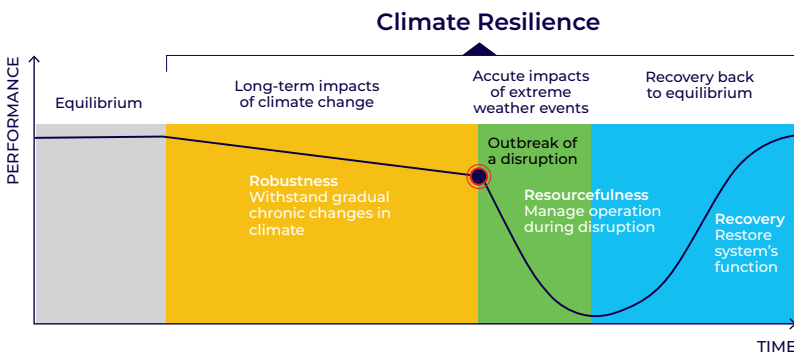 Climate Resilience
PERFORMANCE
Equilibrium
Long-term impacts
of climate change
Accute impacts
of extreme
weather events
Recovery back
to equilibrium
Outbreak of
a disruption
Robustness
Withstand gradual
chronic changes in
climate
Resourcefulness
Manage operation
during disruption
Recovery
Restore
system's
function
TIME